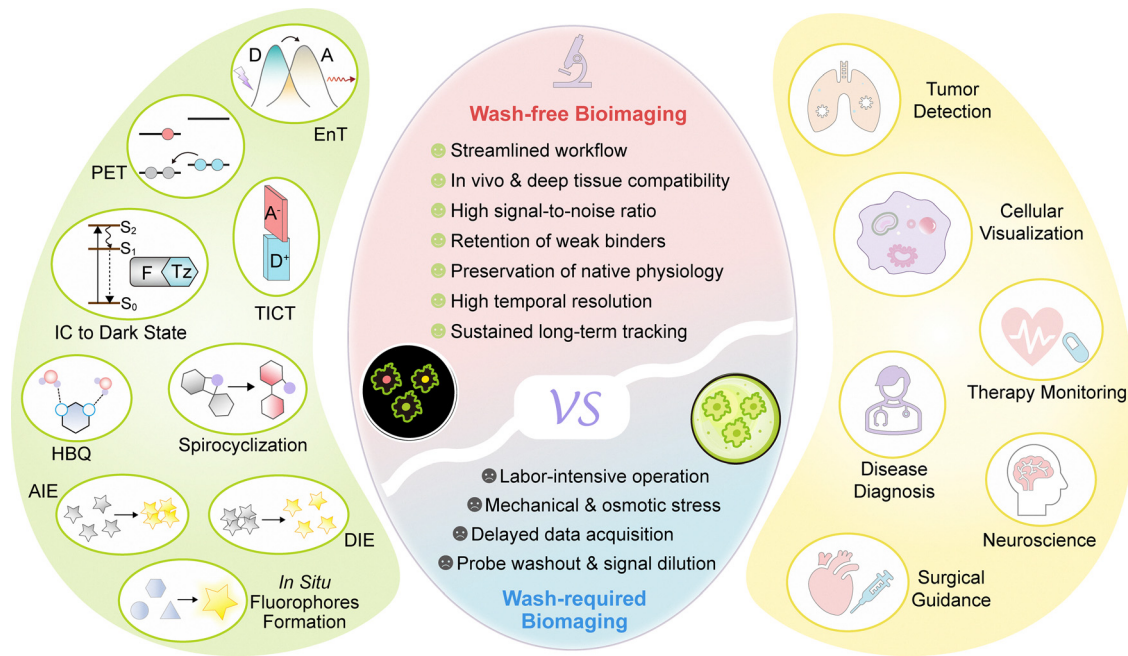 D
A
EnT
PET
A-
D+
TICT
S2
S1
S0
F
Tz
IC to Dark State
HBQ
Spirocyclization
AIE
DIE
In Situ
Fluorophores
Formation
Wash-free Bioimaging
Streamlined workflow
In vivo & deep tissue compatibility
High signal-to-noise ratio
Retention of weak binders
Preservation of native physiology
High temporal resolution
Sustained long-term tracking
VS
Labor-intensive operation
Mechanical & osmotic stress
Delayed data acquisition
Probe washout & signal dilution
Wash-required
Biomaging
Tumor
Detection
Cellular
Visualization
Therapy Monitoring
Disease
Diagnosis
Neuroscience
Surgical
Guidance